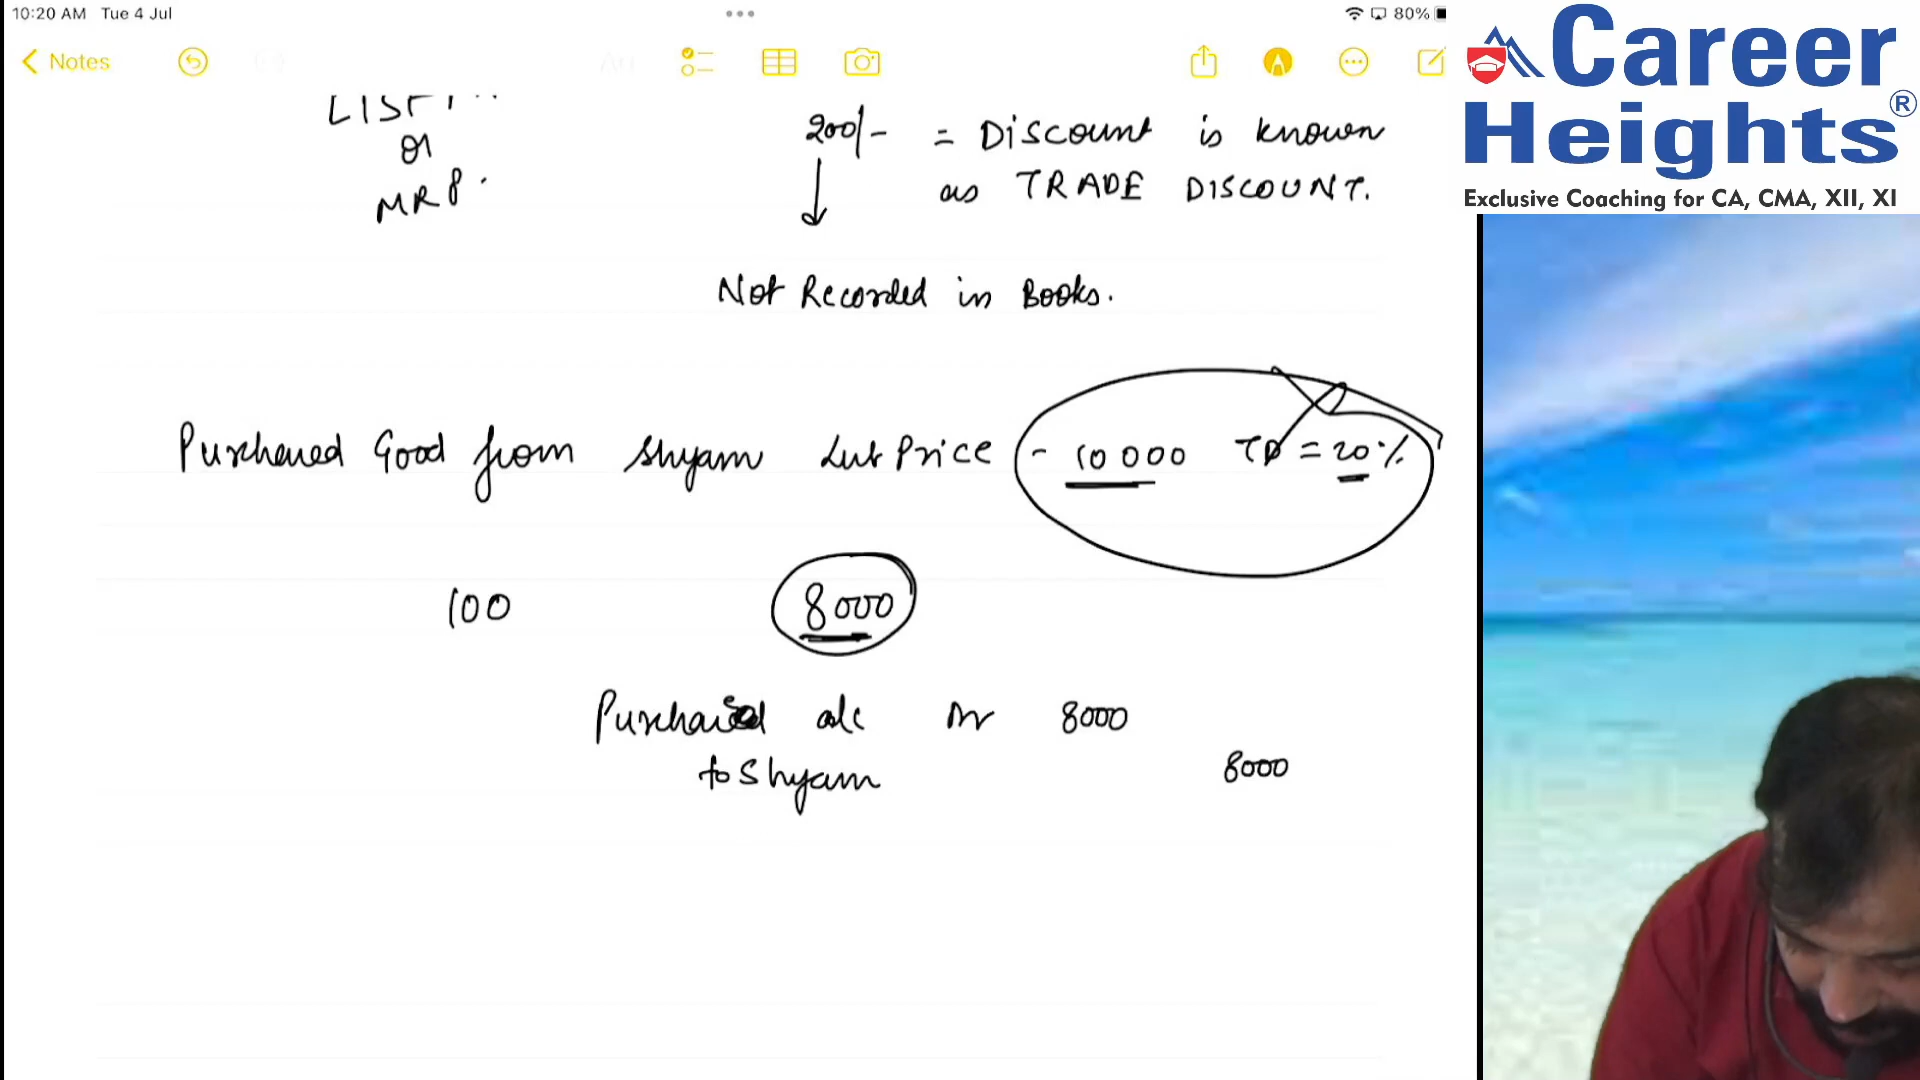 10:20 AM Tue 4 Jul
80%
Notes
Career
Heights®
Exclusive Coaching for CA, CMA, XII, XI
or
MRP.
200/- = Discount is known
as TRADE DISCOUNT.
Not Recorded in Books.
Good from Shyam List Price - 10000 TD = 20%
100 8000
a/c Dr 8000
to Shyam 8000